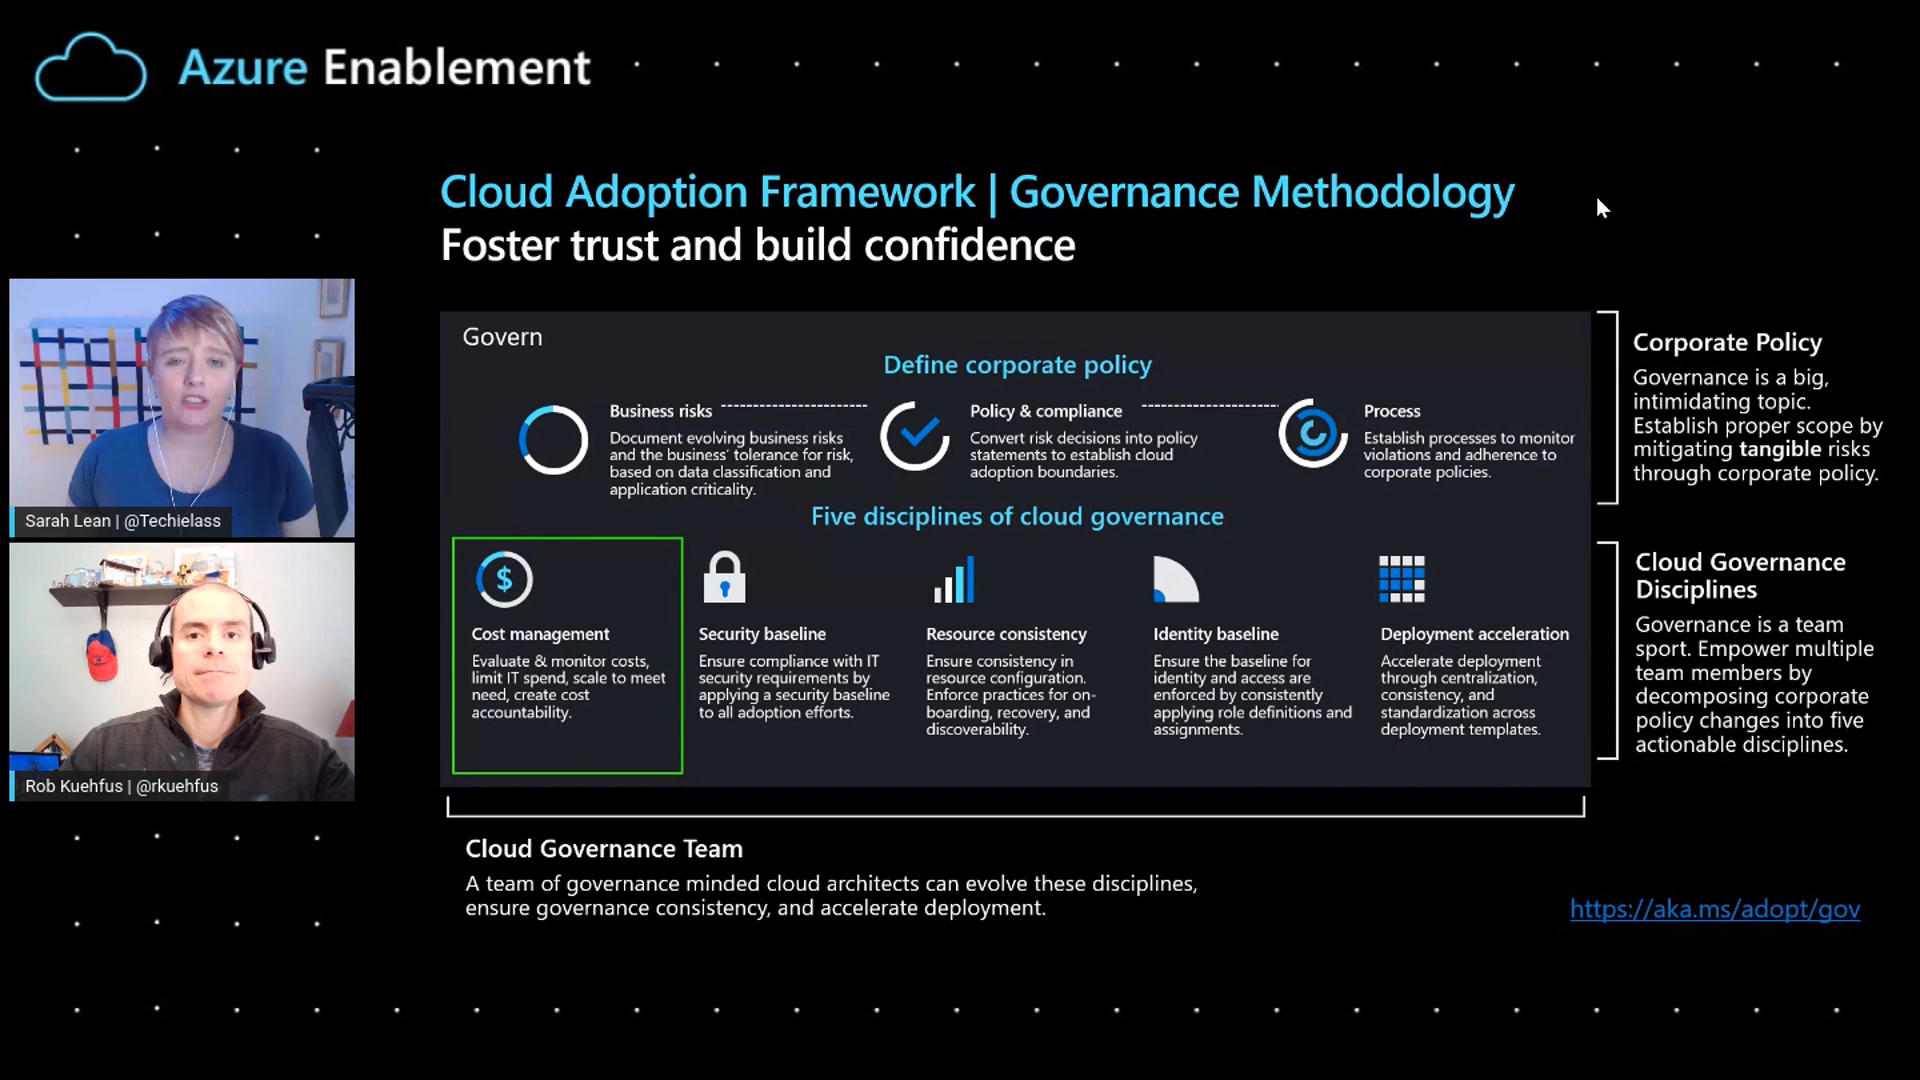 Azure Enablement
Cloud Adoption Framework | Governance Methodology
Foster trust and build confidence
Govern
Define corporate policy
Business risks
Document evolving business risks
and the business' tolerance for risk,
based on data classification and
application criticality.
Policy & compliance
Convert risk decisions into policy
statements to establish cloud
adoption boundaries.
Process
Establish processes to monitor
violations and adherence to
corporate policies.
Five disciplines of cloud governance
$
Cost management
Evaluate & monitor costs,
limit IT spend, scale to meet
need, create cost
accountability.
Security baseline
Ensure compliance with IT
security requirements by
applying a security baseline
to all adoption efforts.
Resource consistency
Ensure consistency in
resource configuration.
Enforce practices for on-
boarding, recovery, and
discoverability.
Identity baseline
Ensure the baseline for
identity and access are
enforced by consistently
applying role definitions and
assignments.
Deployment acceleration
Accelerate deployment
through centralization,
consistency, and
standardization across
deployment templates.
Corporate Policy
Governance is a big,
intimidating topic.
Establish proper scope by
mitigating tangible risks
through corporate policy.
Cloud Governance
Disciplines
Governance is a team
sport. Empower multiple
team members by
decomposing corporate
policy changes into five
actionable disciplines.
Sarah Lean | @Techielass
Rob Kuehfus | @rkuehfus
Cloud Governance Team
A team of governance minded cloud architects can evolve these disciplines,
ensure governance consistency, and accelerate deployment.
https://aka.ms/adopt/gov